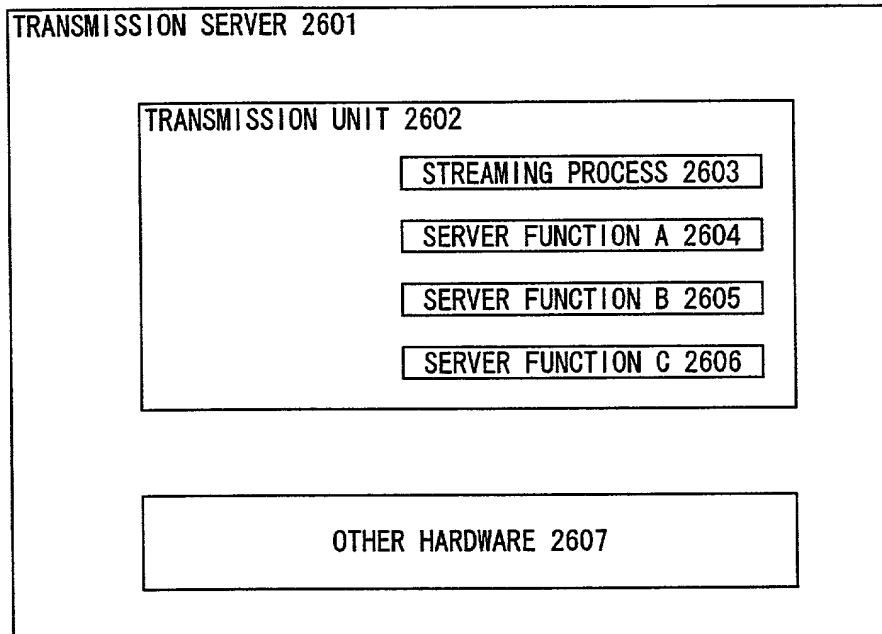 TRANSMISSION SERVER 2601
TRANSMISSION UNIT 2602
STREAMING PROCESS 2603
SERVER FUNCTION A 2604
SERVER FUNCTION B 2605
SERVER FUNCTION C 2606
OTHER HARDWARE 2607